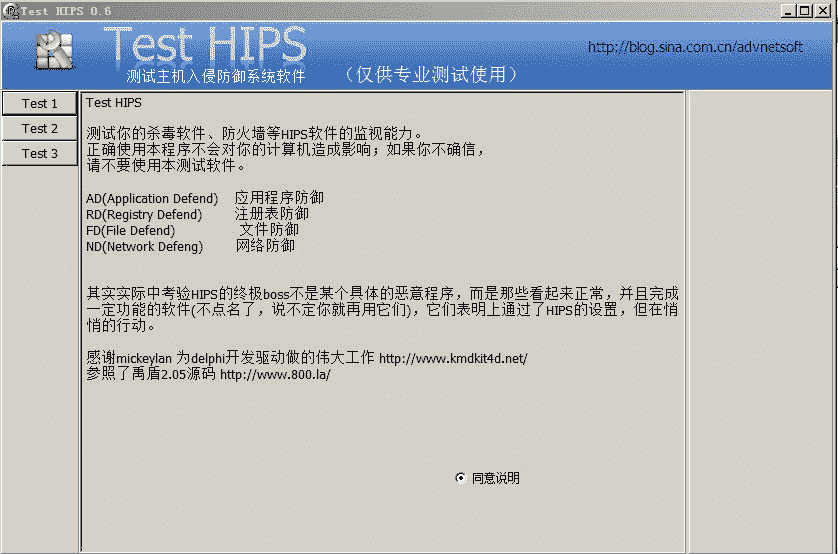 Test HIPS 0.6
Test HIPS
测试主机入侵防御系统软件 （仅供专业测试使用）
http://blog.sina.com.cn/advnetsoft
Test 1
Test 2
Test 3
Test HIPS
测试你的杀毒软件、防火墙等HIPS软件的监视能力。
正确使用本程序不会对你的计算机造成影响；如果你不确信，
请不要使用本测试软件。
AD(Application Defend) 应用程序防御
RD(Registry Defend) 注册表防御
FD(File Defend) 文件防御
ND(Network Defeng) 网络防御
其实实际中考验HIPS的终极boss不是某个具体的恶意程序，而是那些看起来正常，并且完成
一定功能的软件(不点名了，说不定你就再用它们)，它们表明上通过了HIPS的设置，但在悄
悄的行动。
感谢mickeylan 为delphi开发驱动做的伟大工作 http://www.kmdkit4d.net/
参照了禹盾2.05源码 http://www.800.la/
同意说明